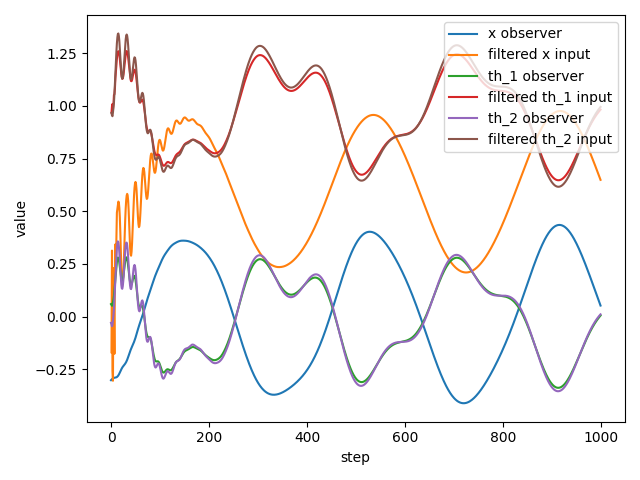 x observer
filtered x input
th_1 observer
filtered th_1 input
th_2 observer
filtered th_2 input
1.25
1.00
0.75
0.50
0.25
0.00
−0.25
value
0 200 400 600 800 1000
step